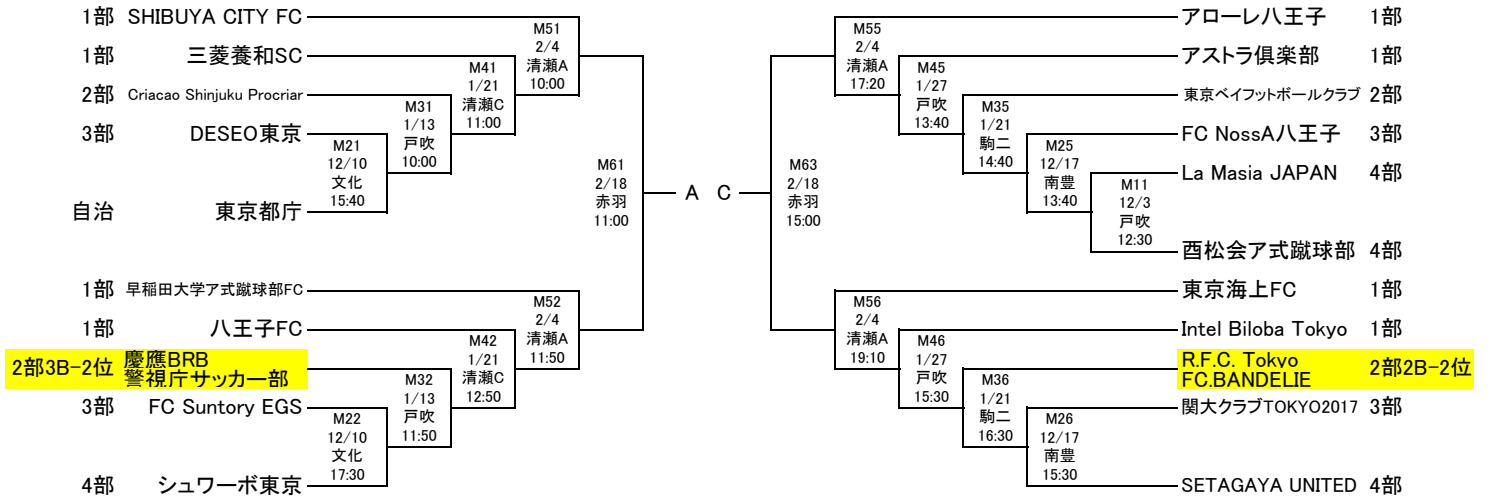 1部 SHIBUYA CITY FC
1部 三菱養和SC
2部 Criacao Shinjuku Procriar
3部 DESEO東京
自治 東京都庁
1部 早稲田大学ア式蹴球部FC
1部 八王子FC
2部3B-2位 慶應BRB
警視庁サッカー部
3部 FC Suntory EGS
4部 シュワーボ東京
M21
12/10
文化
15:40
M22
12/10
文化
17:30
M31
1/13
戸吹
10:00
M32
1/13
戸吹
11:50
M41
1/21
清瀬C
11:00
M42
1/21
清瀬C
12:50
M51
2/4
清瀬A
10:00
M52
2/4
清瀬A
11:50
M61
2/18
赤羽
11:00
A C
M63
2/18
赤羽
15:00
M55
2/4
清瀬A
17:20
M56
2/4
清瀬A
19:10
M45
1/27
戸吹
13:40
M46
1/27
戸吹
15:30
M35
1/21
駒二
14:40
M36
1/21
駒二
16:30
M25
12/17
南豊
13:40
M26
12/17
南豊
15:30
M11
12/3
戸吹
12:30
アローレ八王子 1部
アストラ倶楽部 1部
東京ベイフットボールクラブ 2部
FC NossA八王子 3部
La Masia JAPAN 4部
酉松会ア式蹴球部 4部
東京海上FC 1部
Intel Biloba Tokyo 1部
R.F.C. Tokyo
FC.BANDELIE 2部2B-2位
関大クラブTOKYO2017 3部
SETAGAYA UNITED 4部